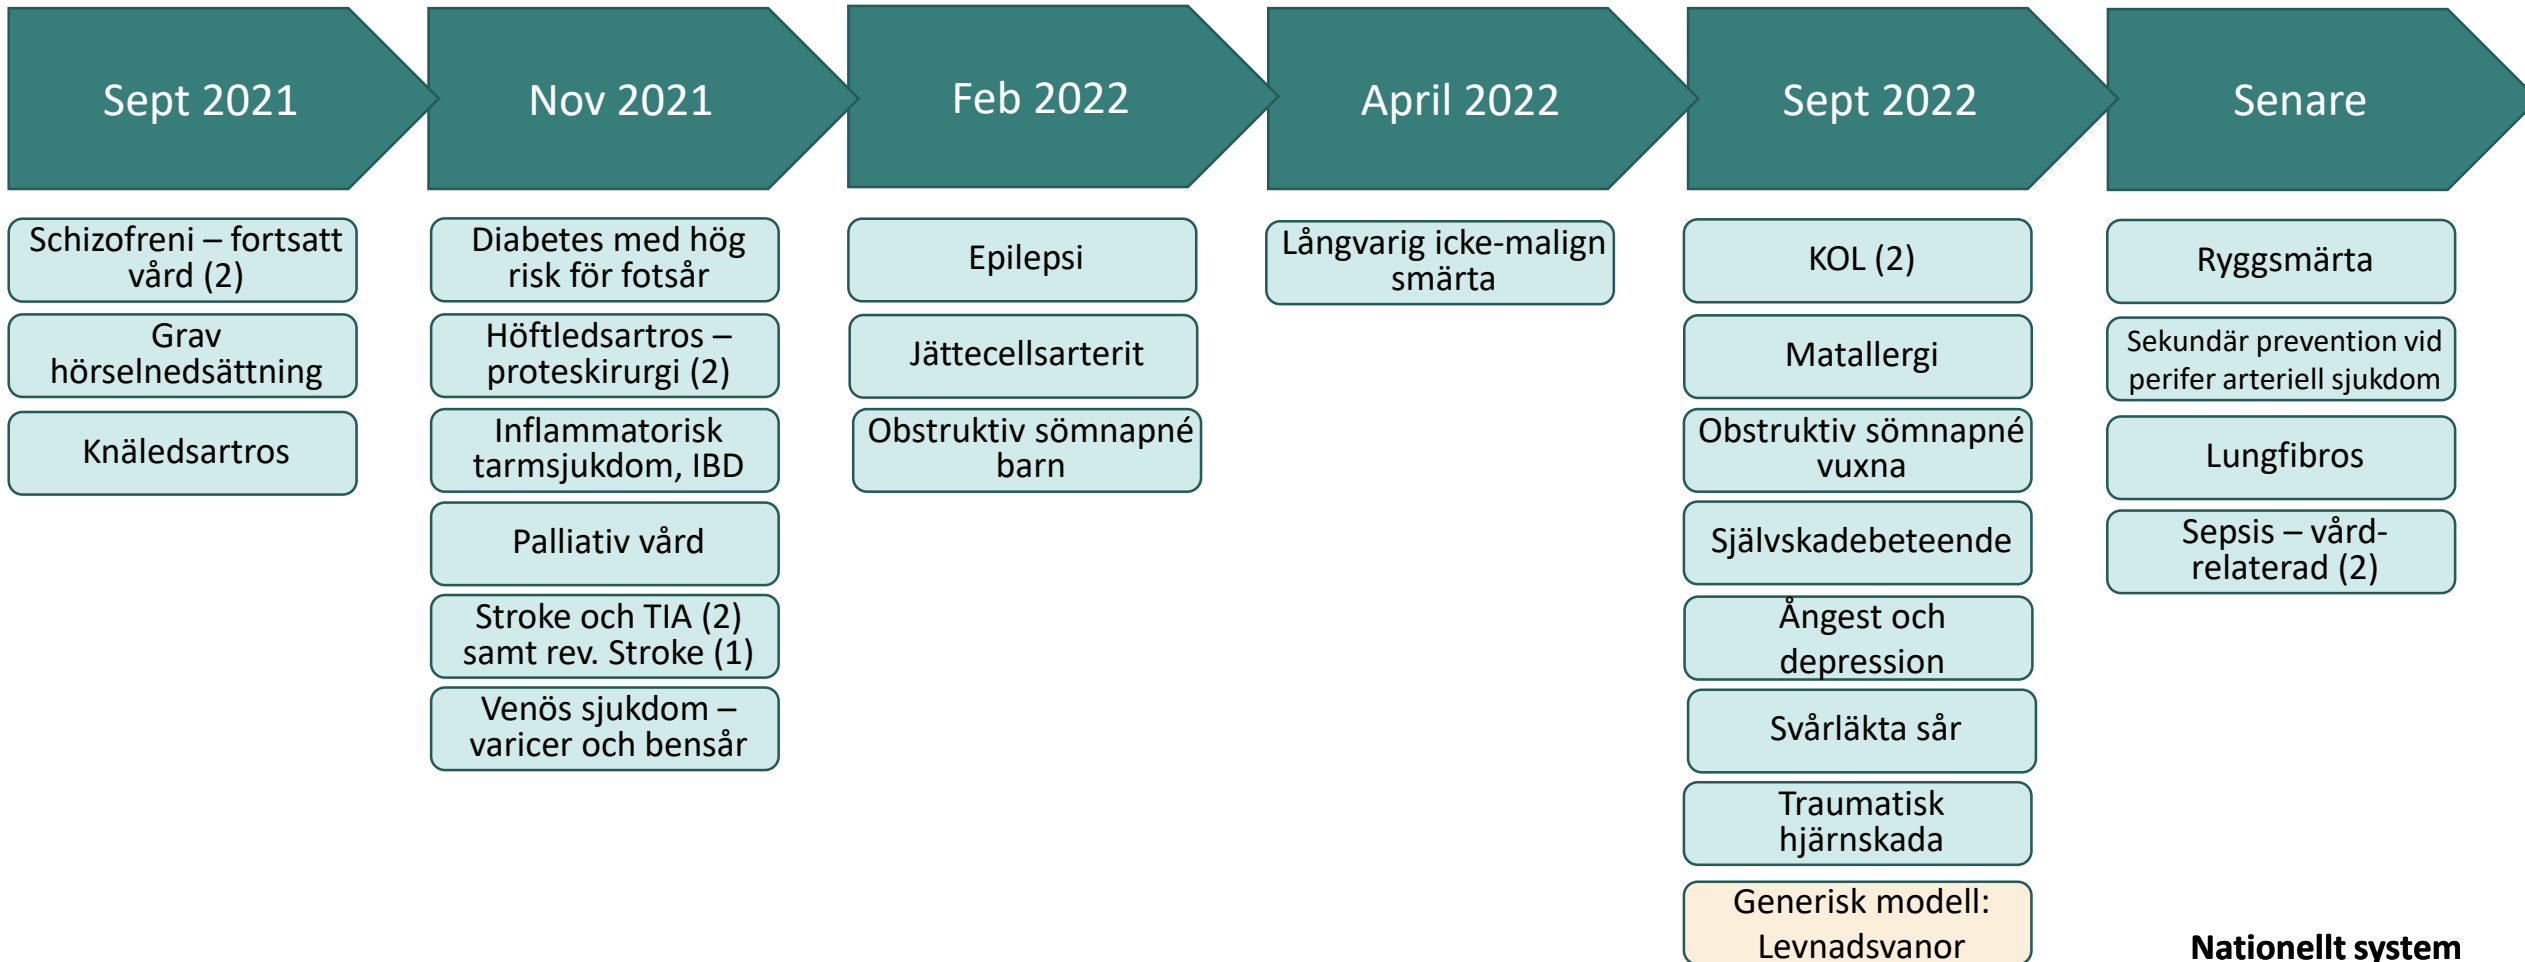 Sept 2021
Nov 2021
Feb 2022
April 2022
Sept 2022
Senare
Schizofreni – fortsatt
vård (2)
Grav
hörselnedsättning
Knäledsartros
Diabetes med hög
risk för fotsår
Höftledsartros –
proteskirurgi (2)
Inflammatorisk
tarmsjukdom, IBD
Palliativ vård
Stroke och TIA (2)
samt rev. Stroke (1)
Venös sjukdom –
varicer och bensår
Epilepsi
Jättecellsarterit
Obstruktiv sömnapné
barn
Långvarig icke-malign
smärta
KOL (2)
Matallergi
Obstruktiv sömnapné
vuxna
Självskadebeteende
Ångest och
depression
Svårläkta sår
Traumatisk
hjärnskada
Generisk modell:
Levnadsvanor
Ryggsmärta
Sekundär prevention vid
perifer arteriell sjukdom
Lungfibros
Sepsis – vård-
relaterad (2)
Nationellt system